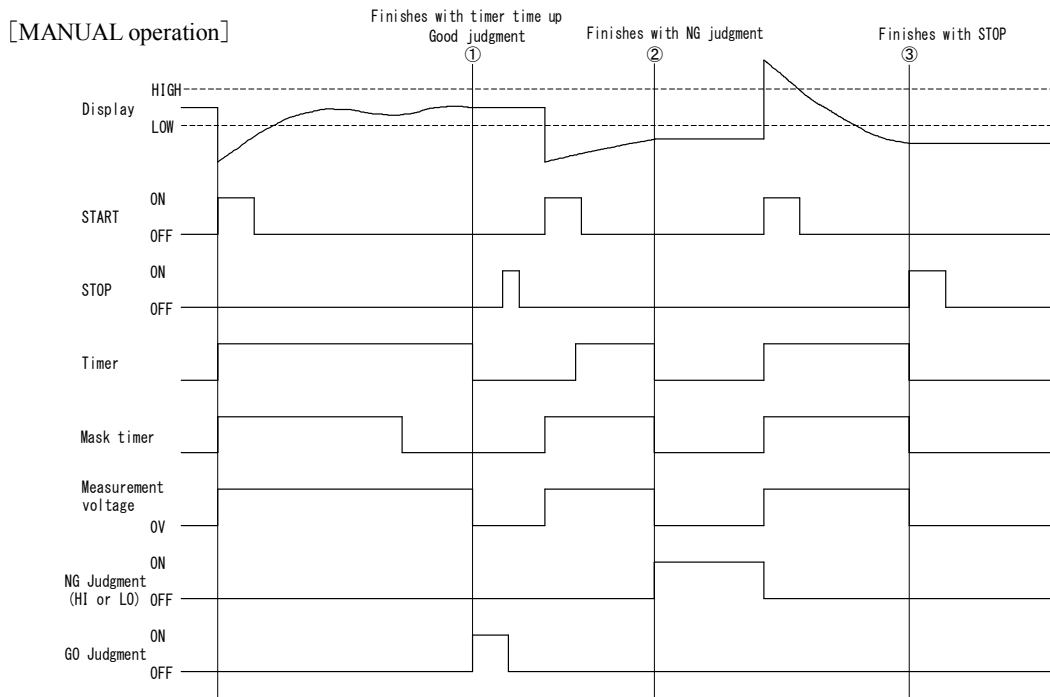 [MANUAL operation]
Finishes with timer time up
Good judgment
①
Finishes with NG judgment
②
Finishes with STOP
③
Display
HIGH
LOW
START
ON
OFF
STOP
ON
OFF
Timer
Mask timer
Measurement
voltage
0V
NG Judgment
(HI or LO)
ON
OFF
GO Judgment
ON
OFF